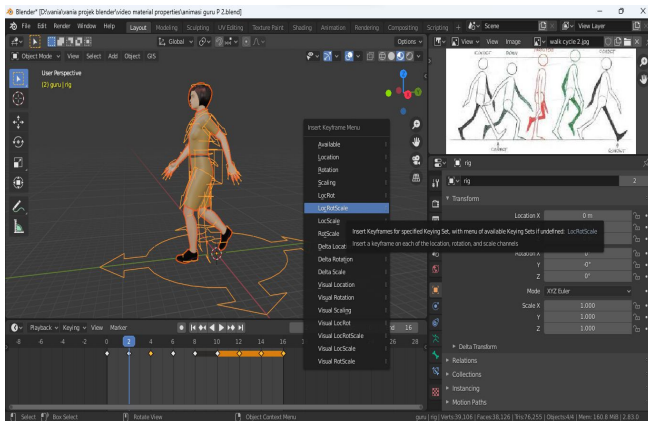 Blender* [D:\vania\vania projek blender\video material properties\animasi guru P 2.blend]
File Edit Render Window Help Layout Modeling Sculpting UV Editing Texture Paint Shading Animation Rendering Compositing Scripting + Scene View Layer
Global Options
View View Image walk cycle 2.jpg
Object Mode View Select Add Object GIS
User Perspective
(2) guru | rig
CONTACT DOWN PASSING UP CONTACT
Insert Keyframe Menu
Available
Location
Rotation
Scaling
LocRot
LocRotScale
LocScale
RotScale
Delta Locat
Delta Rotation
Delta Scale
Visual Location
Visual Rotation
Visual Scaling
Visual LocRot
Visual LocRotScale
Visual LocScale
Visual RotScale
Insert Keyframes for specified Keying Set, with menu of available Keying Sets if undefined: LocRotScale
Insert a keyframe on each of the location, rotation, and scale channels
rig
rig 2
Transform
Location X 0 m
Rotation X 0°
Y -0°
Z 0°
Mode XYZ Euler
Scale X 1.000
Y 1.000
Z 1.000
Delta Transform
Relations
Collections
Instancing
Motion Paths
Playback Keying View Marker 16
-8 -6 -4 -2 0 2 4 6 8 10 12 14 16 26 28
Select Box Select Rotate View Object Context Menu guru | rig | Verts:39,106 | Faces:38,226 | Tris:76,255 | Objects:4/4 | Mem: 160.8 MiB | 2.83.0